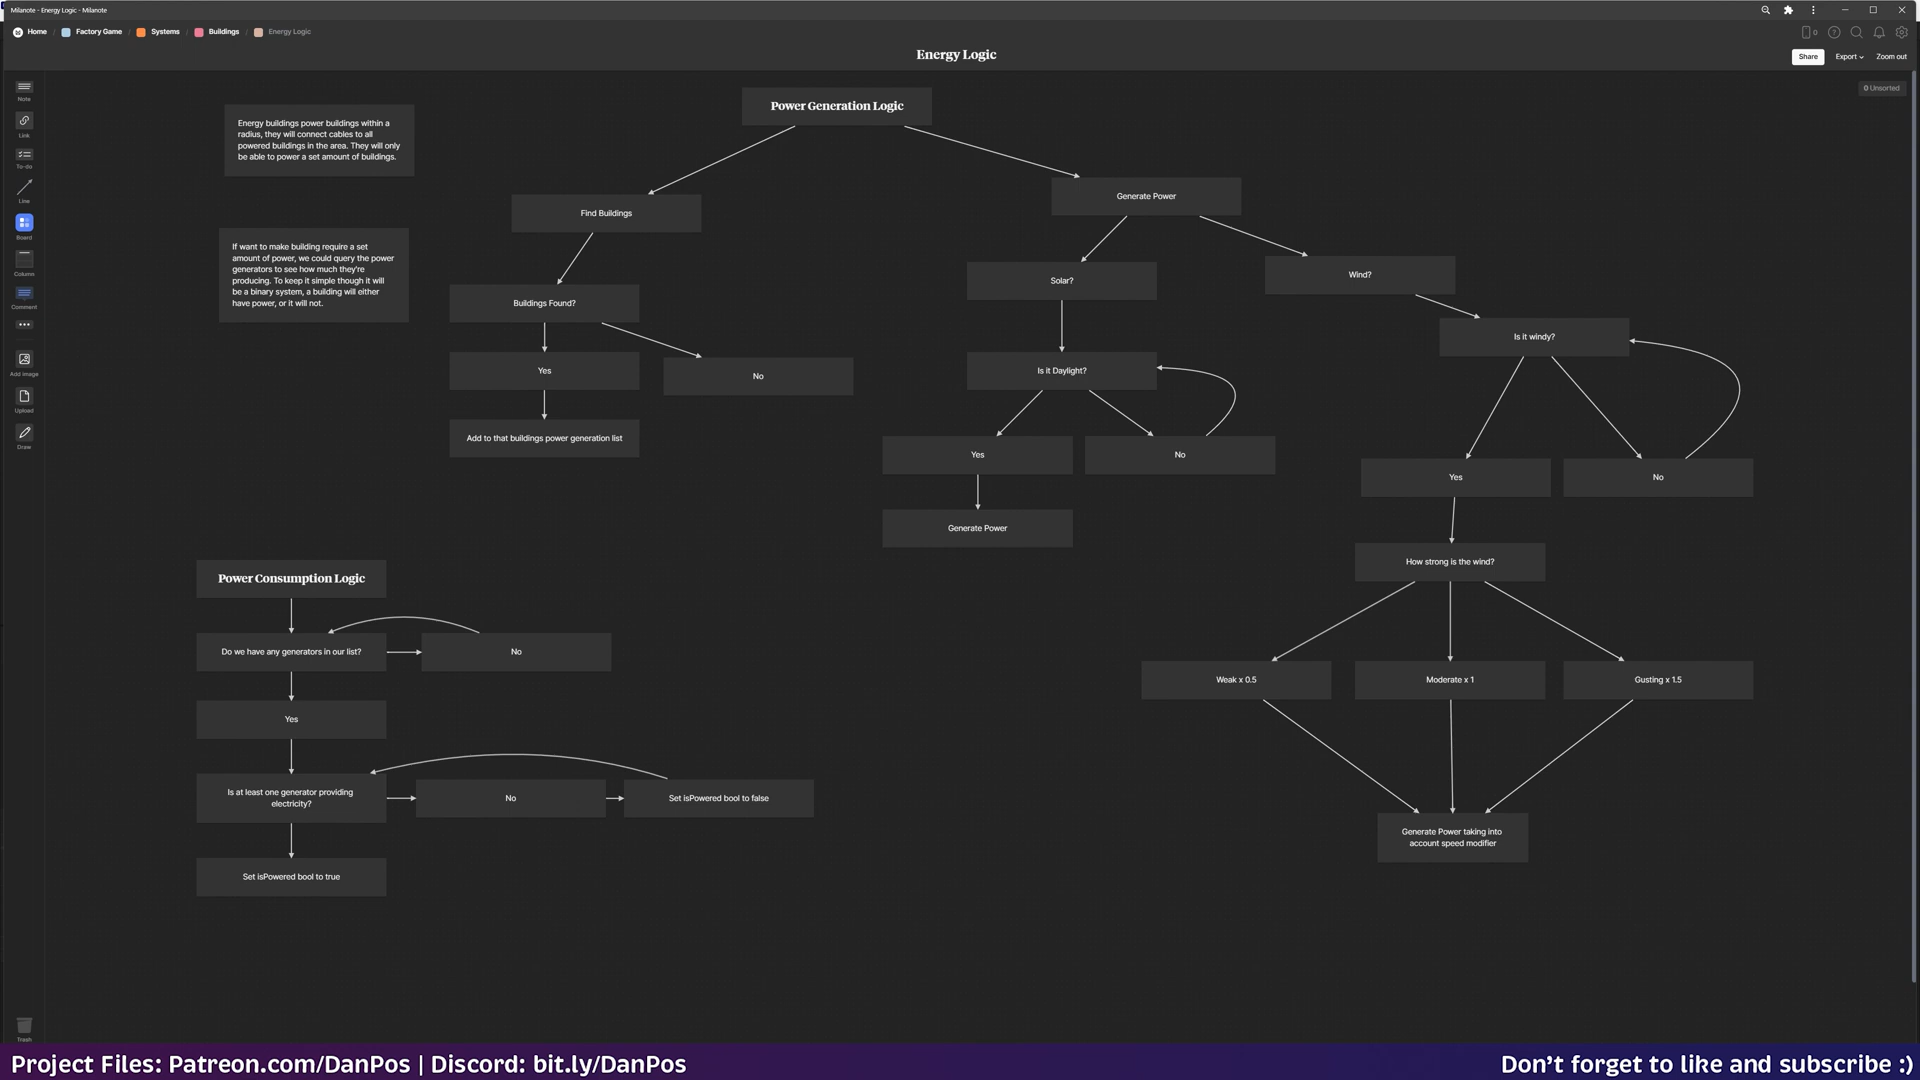 Milanote - Energy Logic - Milanote
Home / Factory Game / Systems / Buildings / Energy Logic
0
Energy Logic
Share
Export
Zoom out
0 Unsorted
Note
Link
To-do
Line
Board
Column
Comment
Add image
Upload
Draw
Trash
Energy buildings power buildings within a
radius, they will connect cables to all
powered buildings in the area. They will only
be able to power a set amount of buildings.
If want to make building require a set
amount of power, we could query the power
generators to see how much they're
producing. To keep it simple though it will
be a binary system, a building will either
have power, or it will not.
Power Generation Logic
Find Buildings
Buildings Found?
Yes
No
Add to that buildings power generation list
Generate Power
Solar?
Wind?
Is it Daylight?
Yes
No
Generate Power
Is it windy?
Yes
No
How strong is the wind?
Weak x 0.5
Moderate x 1
Gusting x 1.5
Generate Power taking into
account speed modifier
Power Consumption Logic
Do we have any generators in our list?
No
Yes
Is at least one generator providing
electricity?
No
Set isPowered bool to false
Set isPowered bool to true
Project Files: Patreon.com/DanPos | Discord: bit.ly/DanPos
Don't forget to like and subscribe :)